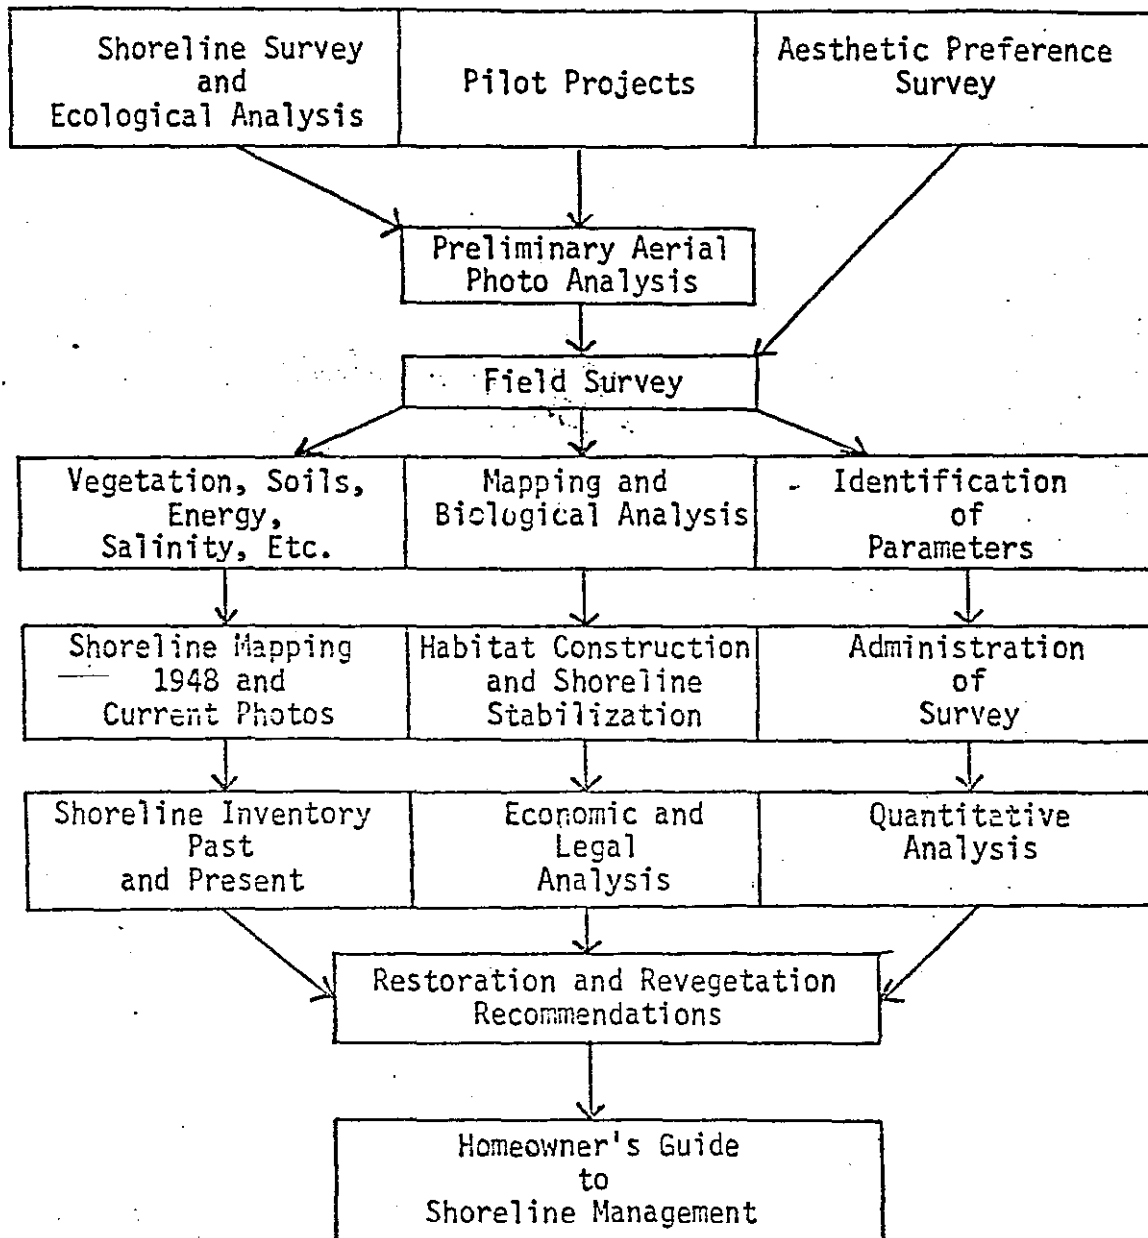 Shoreline Survey
and
Ecological Analysis
Pilot Projects
Aesthetic Preference
Survey
Preliminary Aerial
Photo Analysis
Field Survey
Vegetation, Soils,
Energy,
Salinity, Etc.
Mapping and
Biological Analysis
Identification
of
Parameters
Shoreline Mapping
1948 and
Current Photos
Habitat Construction
and Shoreline
Stabilization
Administration
of
Survey
Shoreline Inventory
Past
and Present
Economic and
Legal
Analysis
Quantitative
Analysis
Restoration and Revegetation
Recommendations
Homeowner's Guide
to
Shoreline Management